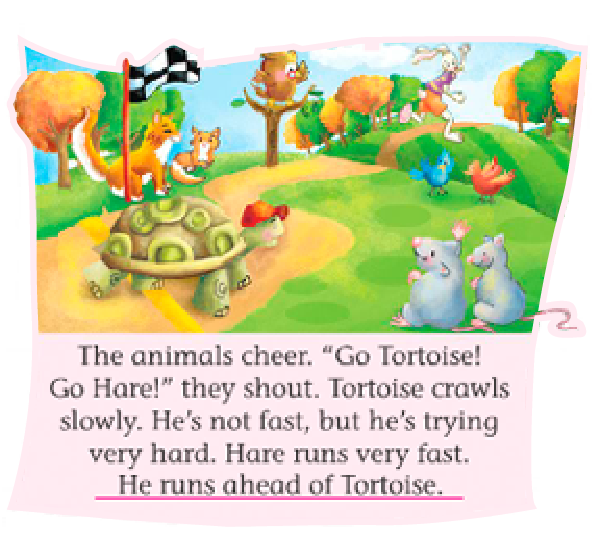 The animals cheer. “Go Tortoise!
Go Hare!” they shout. Tortoise crawls
slowly. He’s not fast, but he’s trying
very hard. Hare runs very fast.
He runs ahead of Tortoise.